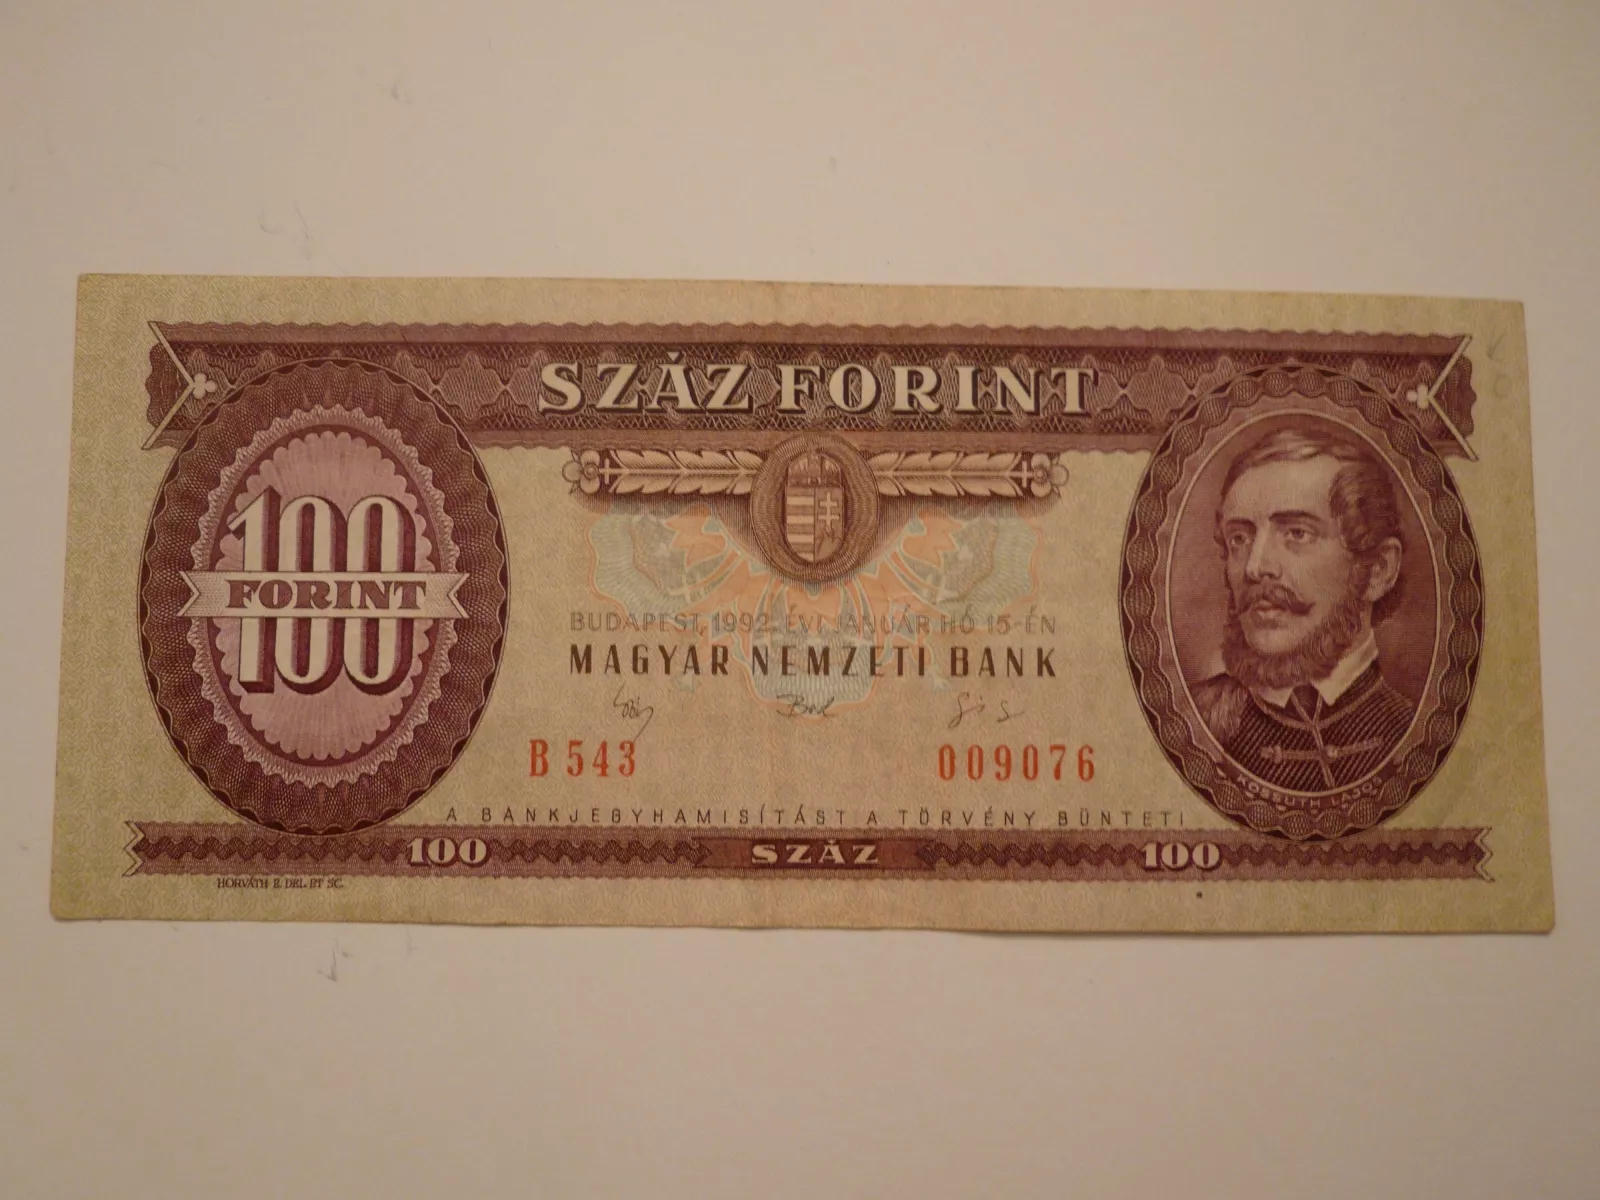 SZÁZ FORINT
100
FORINT
100
BUDAPEST, 1992. ÉVI JANUÁR HÓ 15-ÉN
MAGYAR NEMZETI BANK
B 543 009076
KOSSUTH LAJOS
A BANKJEGYHAMISÍTÁST A TÖRVÉNY BÜNTETI
100 SZÁZ 100
HORVÁTH E. DEL. ET SC.